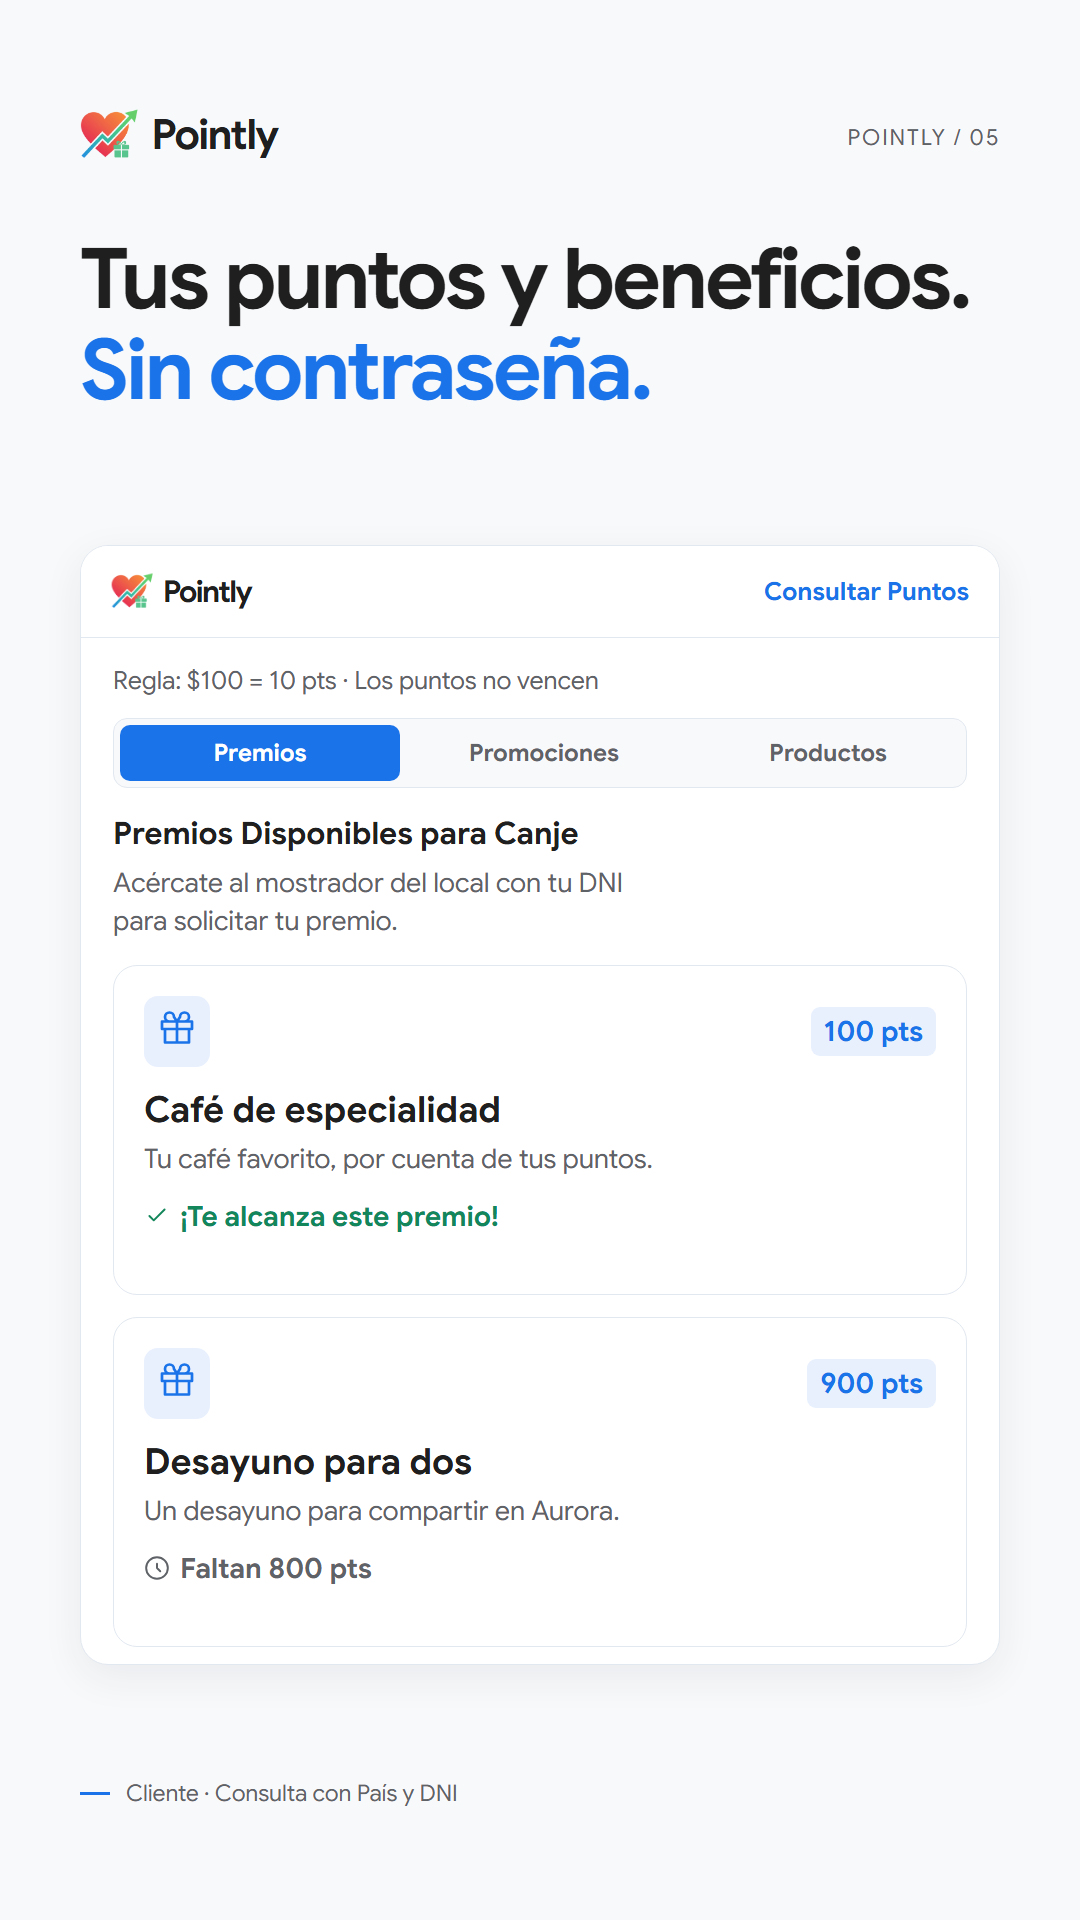 Pointly
POINTLY / 05
Tus puntos y beneficios.
Sin contraseña.
Pointly
Consultar Puntos
Regla: $100 = 10 pts · Los puntos no vencen
Premios
Promociones
Productos
Premios Disponibles para Canje
Acércate al mostrador del local con tu DNI
para solicitar tu premio.
100 pts
Café de especialidad
Tu café favorito, por cuenta de tus puntos.
¡Te alcanza este premio!
900 pts
Desayuno para dos
Un desayuno para compartir en Aurora.
Faltan 800 pts
Cliente · Consulta con País y DNI